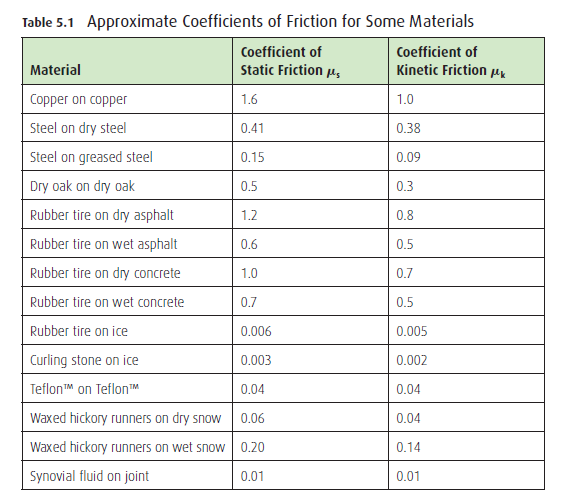 Table 5.1 Approximate Coefficients of Friction for Some Materials
Material Coefficient of Static Friction μs Coefficient of Kinetic Friction μk
Copper on copper 1.6 1.0
Steel on dry steel 0.41 0.38
Steel on greased steel 0.15 0.09
Dry oak on dry oak 0.5 0.3
Rubber tire on dry asphalt 1.2 0.8
Rubber tire on wet asphalt 0.6 0.5
Rubber tire on dry concrete 1.0 0.7
Rubber tire on wet concrete 0.7 0.5
Rubber tire on ice 0.006 0.005
Curling stone on ice 0.003 0.002
Teflon™ on Teflon™ 0.04 0.04
Waxed hickory runners on dry snow 0.06 0.04
Waxed hickory runners on wet snow 0.20 0.14
Synovial fluid on joint 0.01 0.01